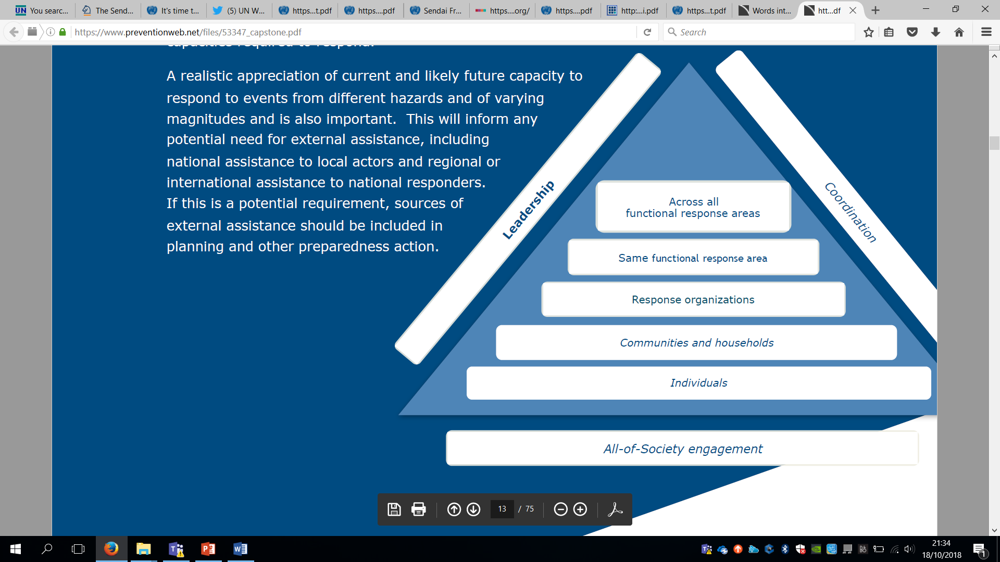 You searc...
The Send...
It's time t...
(5) UN W...
https...t.pdf
https....pdf
Sendai Fr...
https....org/
https....pdf
http:...i.pdf
https...t.pdf
Words int...
htt...df
https://www.preventionweb.net/files/53347_capstone.pdf
Search
capacities required to respond.
A realistic appreciation of current and likely future capacity to
respond to events from different hazards and of varying
magnitudes and is also important.  This will inform any
potential need for external assistance, including
national assistance to local actors and regional or
international assistance to national responders.
If this is a potential requirement, sources of
external assistance should be included in
planning and other preparedness action.
Leadership
Coordination
Across all
functional response areas
Same functional response area
Response organizations
Communities and households
Individuals
All-of-Society engagement
13 / 75
21:34
18/10/2018
1